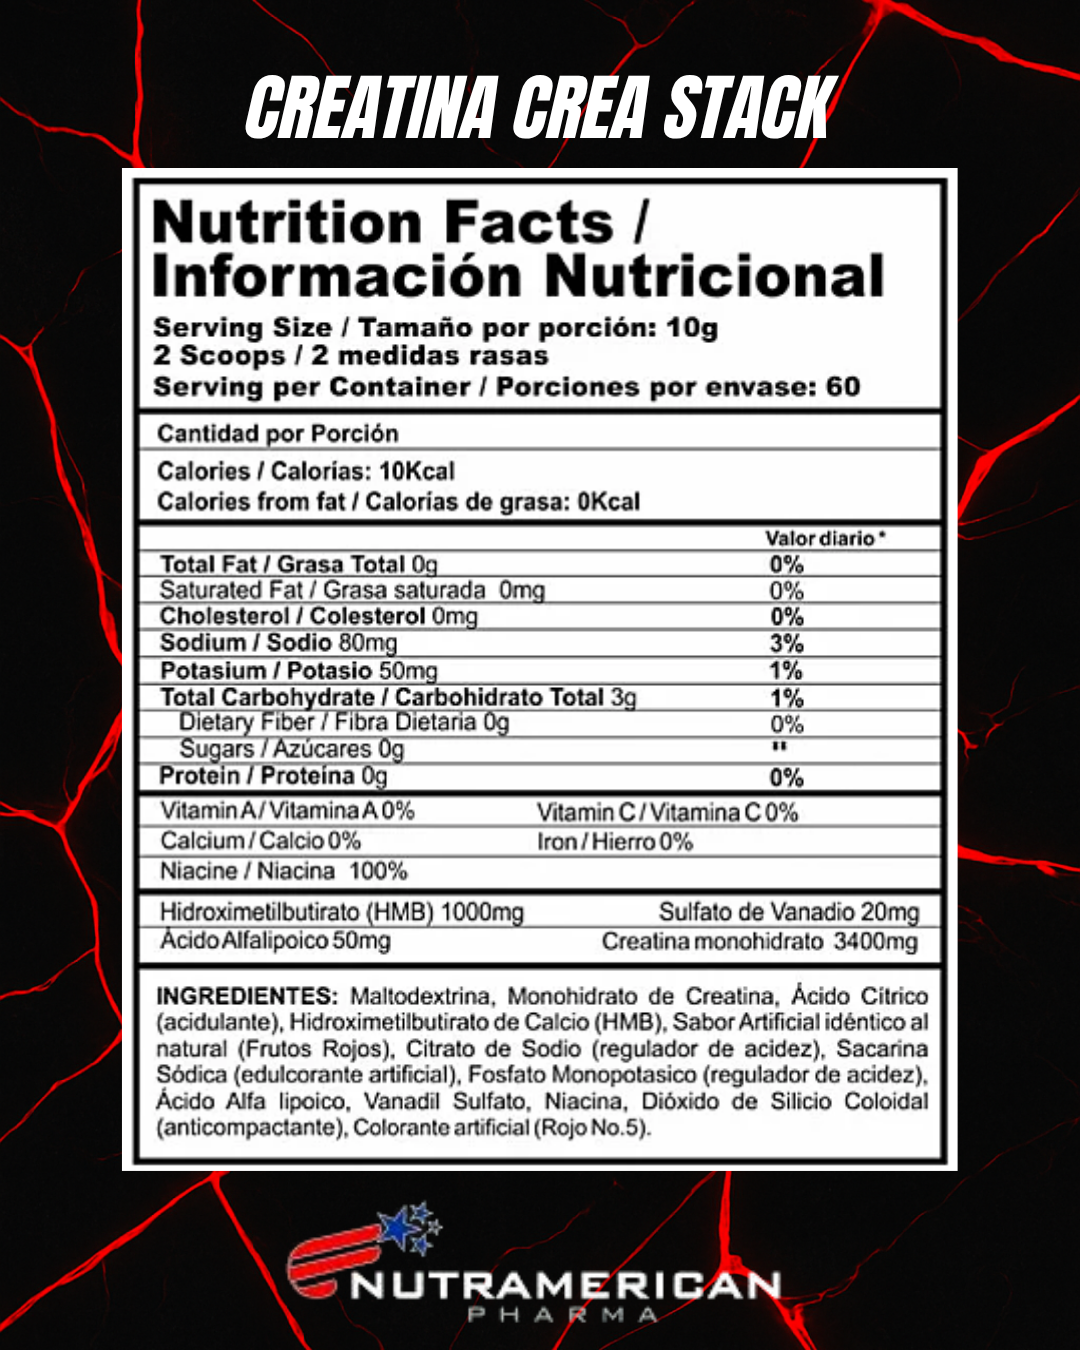 CREATINA CREA STACK
Nutrition Facts /
Información Nutricional
Serving Size / Tamaño por porción: 10g
2 Scoops / 2 medidas rasas
Serving per Container / Porciones por envase: 60
Cantidad por Porción
Calories / Calorías: 10Kcal
Calories from fat / Calorías de grasa: 0Kcal
Valor diario *
Total Fat / Grasa Total 0g 0%
Saturated Fat / Grasa saturada 0mg 0%
Cholesterol / Colesterol 0mg 0%
Sodium / Sodio 80mg 3%
Potasium / Potasio 50mg 1%
Total Carbohydrate / Carbohidrato Total 3g 1%
Dietary Fiber / Fibra Dietaria 0g 0%
Sugars / Azúcares 0g "
Protein / Proteína 0g 0%
Vitamin A / Vitamina A 0% Vitamin C / Vitamina C 0%
Calcium / Calcio 0% Iron / Hierro 0%
Niacine / Niacina 100%
Hidroximetilbutirato (HMB) 1000mg Sulfato de Vanadio 20mg
Àcido Alfalipoico 50mg Creatina monohidrato 3400mg
INGREDIENTES: Maltodextrina, Monohidrato de Creatina, Ácido Cítrico
(acidulante), Hidroximetilbutirato de Calcio (HMB), Sabor Artificial idéntico al
natural (Frutos Rojos), Citrato de Sodio (regulador de acidez), Sacarina
Sódica (edulcorante artificial), Fosfato Monopotasico (regulador de acidez),
Ácido Alfa lipoico, Vanadil Sulfato, Niacina, Dióxido de Silicio Coloidal
(anticompactante), Colorante artificial (Rojo No.5).
NUTRAMERICAN
PHARMA